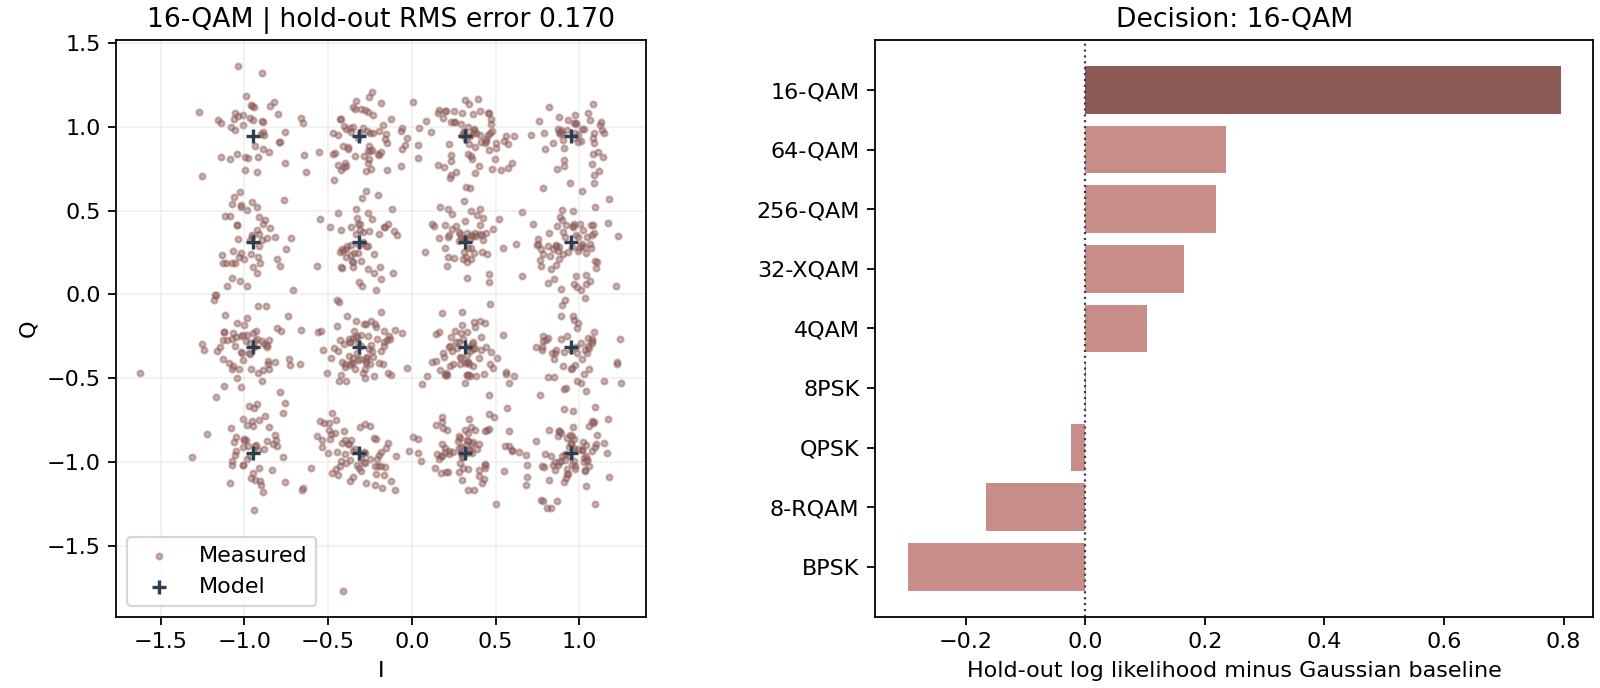 16-QAM | hold-out RMS error 0.170
1.5
1.0
0.5
0.0
−0.5
−1.0
−1.5
Q
Measured
Model
−1.5
−1.0
−0.5
0.0
0.5
1.0
I
Decision: 16-QAM
16-QAM
64-QAM
256-QAM
32-XQAM
4QAM
8PSK
QPSK
8-RQAM
BPSK
−0.2
0.0
0.2
0.4
0.6
0.8
Hold-out log likelihood minus Gaussian baseline